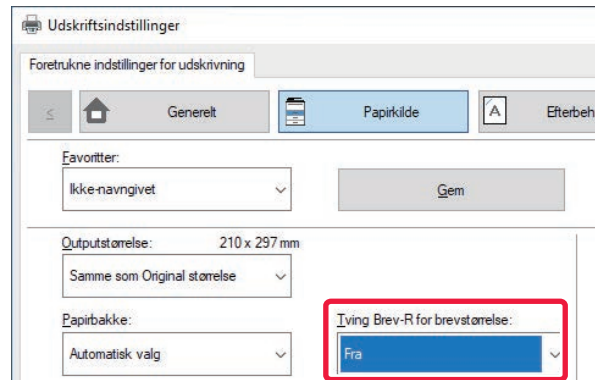 Udskriftsindstillinger
Foretrukne indstillinger for udskrivning
≤ Generelt Papirkilde A Efterbeh
Favoritter:
Ikke-navngivet Gem
Outputstørrelse: 210 x 297 mm
Samme som Original størrelse
Papirbakke: Tving Brev-R for brevstørrelse:
Automatisk valg Fra